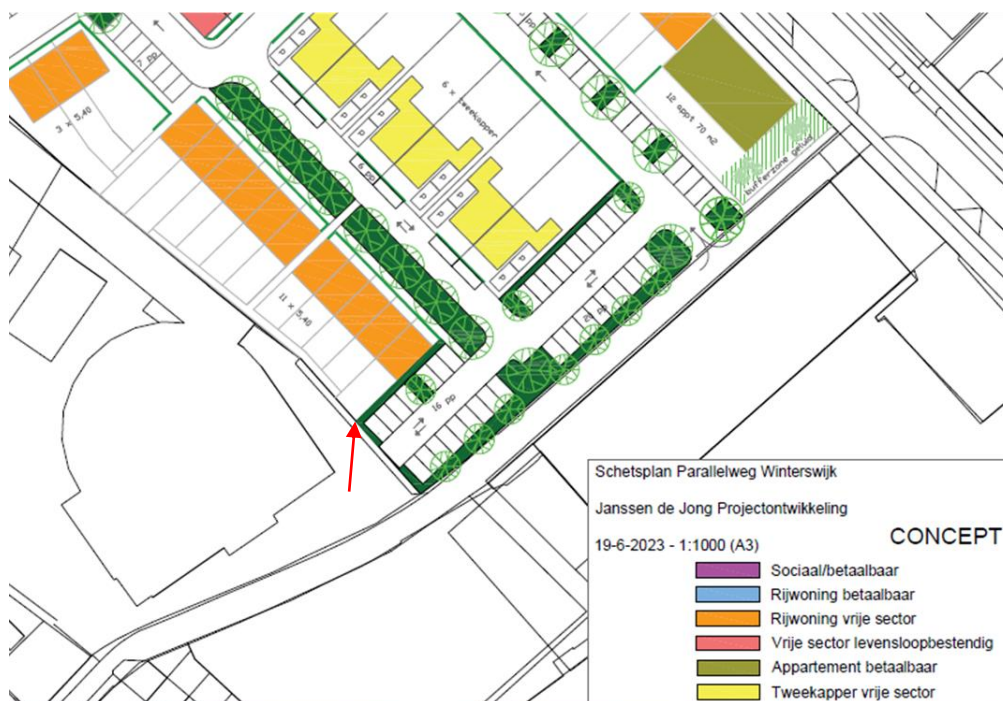 7 pp
3 x 5,40
pp
6 x tweekapper
12 appt 70 m2
bufferzone geluid
6 pp
11 x 5,40
16 pp
Schetsplan Parallelweg Winterswijk
Janssen de Jong Projectontwikkeling
19-6-2023 - 1:1000 (A3)
CONCEPT
Sociaal/betaalbaar
Rijwoning betaalbaar
Rijwoning vrije sector
Vrije sector levensloopbestendig
Appartement betaalbaar
Tweekapper vrije sector